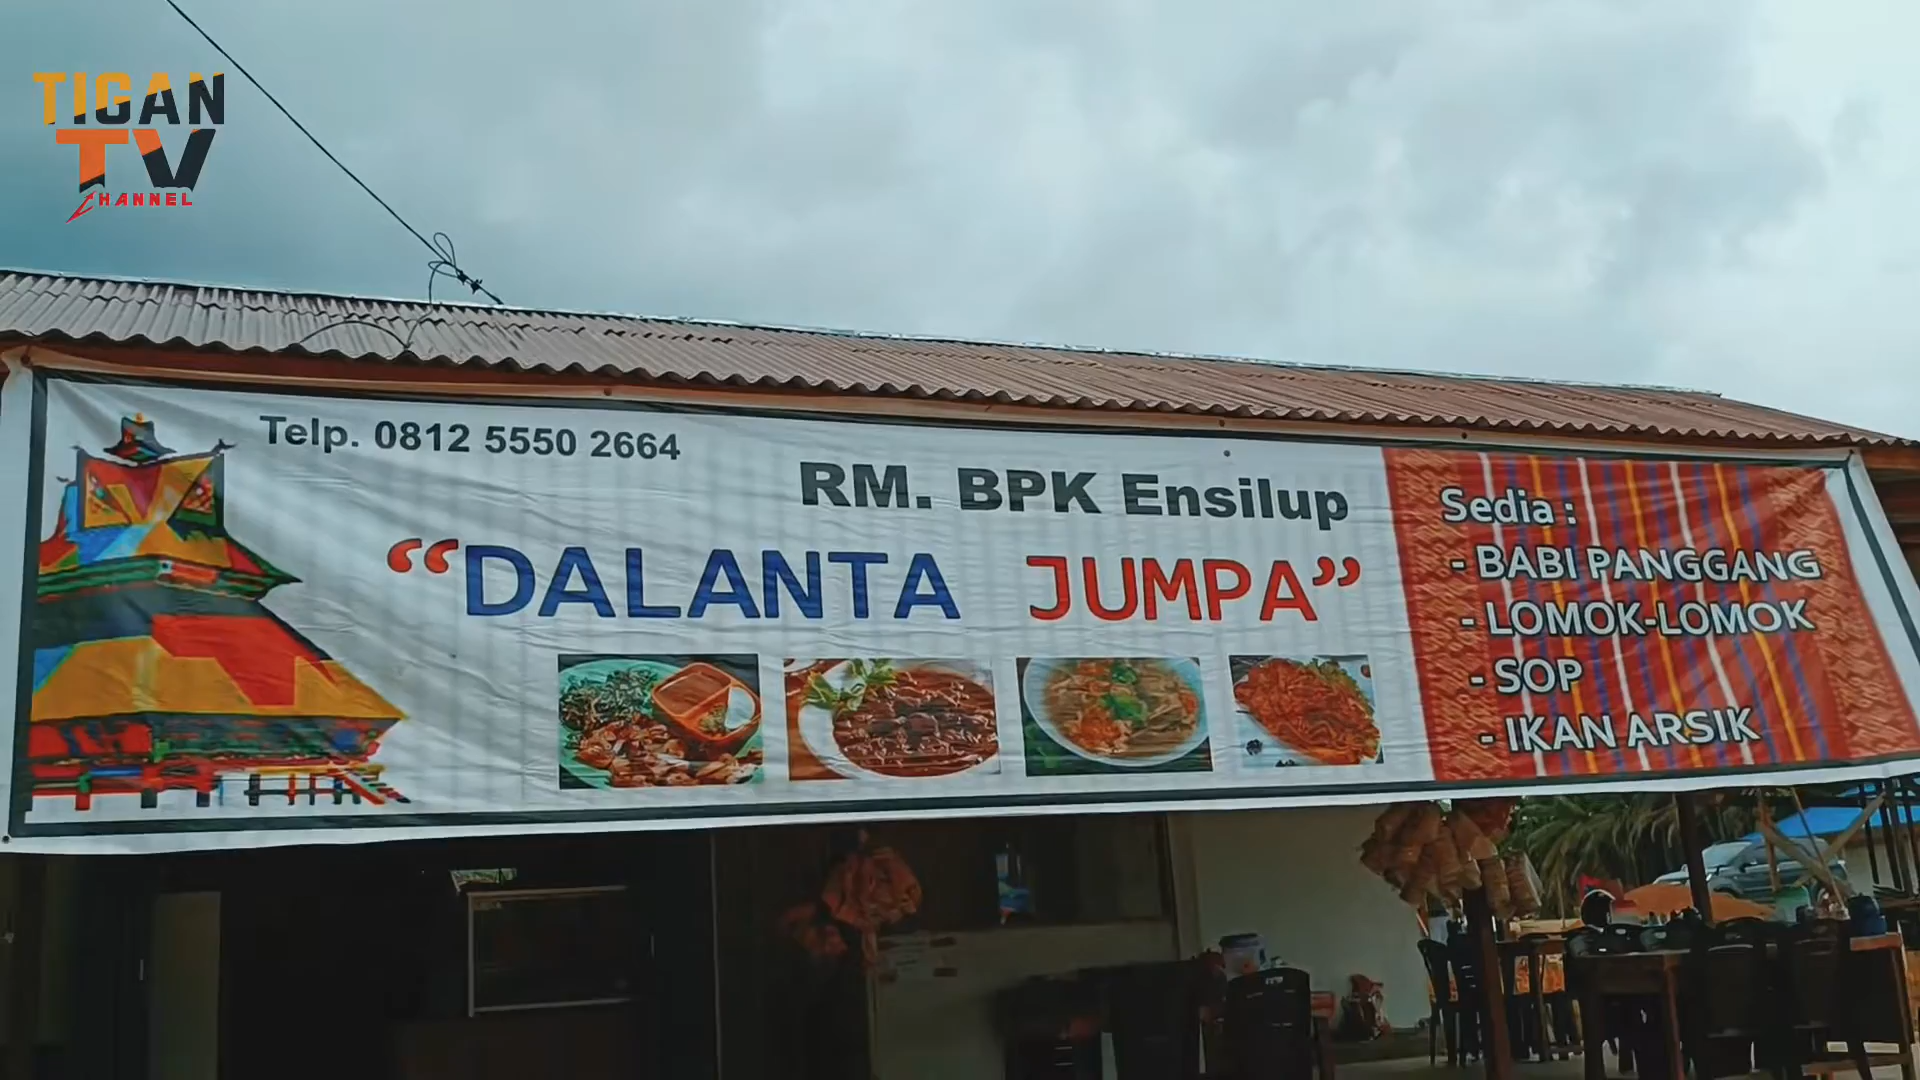 TIGAN
TV
CHANNEL
Telp. 0812 5550 2664
RM. BPK Ensilup
“DALANTA JUMPA”
Sedia :
- BABI PANGGANG
- LOMOK-LOMOK
- SOP
- IKAN ARSIK